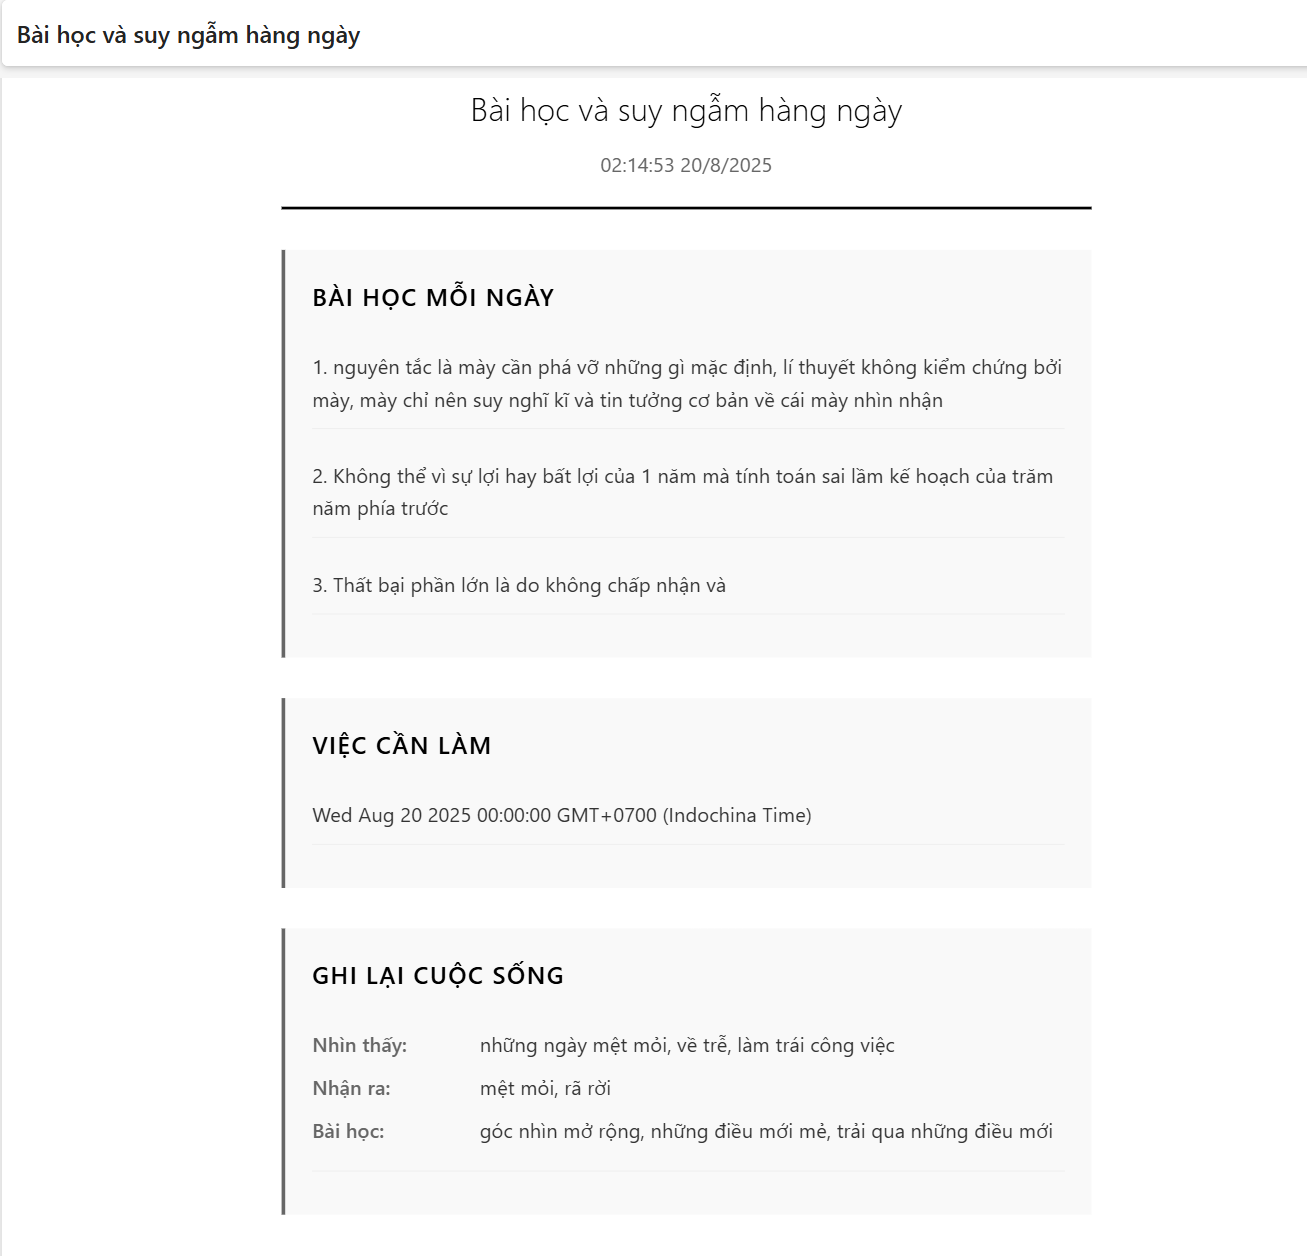 Bài học và suy ngẫm hàng ngày
Bài học và suy ngẫm hàng ngày
02:14:53 20/8/2025
BÀI HỌC MỖI NGÀY
1. nguyên tắc là mày cần phá vỡ những gì mặc định, lí thuyết không kiểm chứng bởi
mày, mày chỉ nên suy nghĩ kĩ và tin tưởng cơ bản về cái mày nhìn nhận
2. Không thể vì sự lợi hay bất lợi của 1 năm mà tính toán sai lầm kế hoạch của trăm
năm phía trước
3. Thất bại phần lớn là do không chấp nhận và
VIỆC CẦN LÀM
Wed Aug 20 2025 00:00:00 GMT+0700 (Indochina Time)
GHI LẠI CUỘC SỐNG
Nhìn thấy: những ngày mệt mỏi, về trễ, làm trái công việc
Nhận ra: mệt mỏi, rã rời
Bài học: góc nhìn mở rộng, những điều mới mẻ, trải qua những điều mới